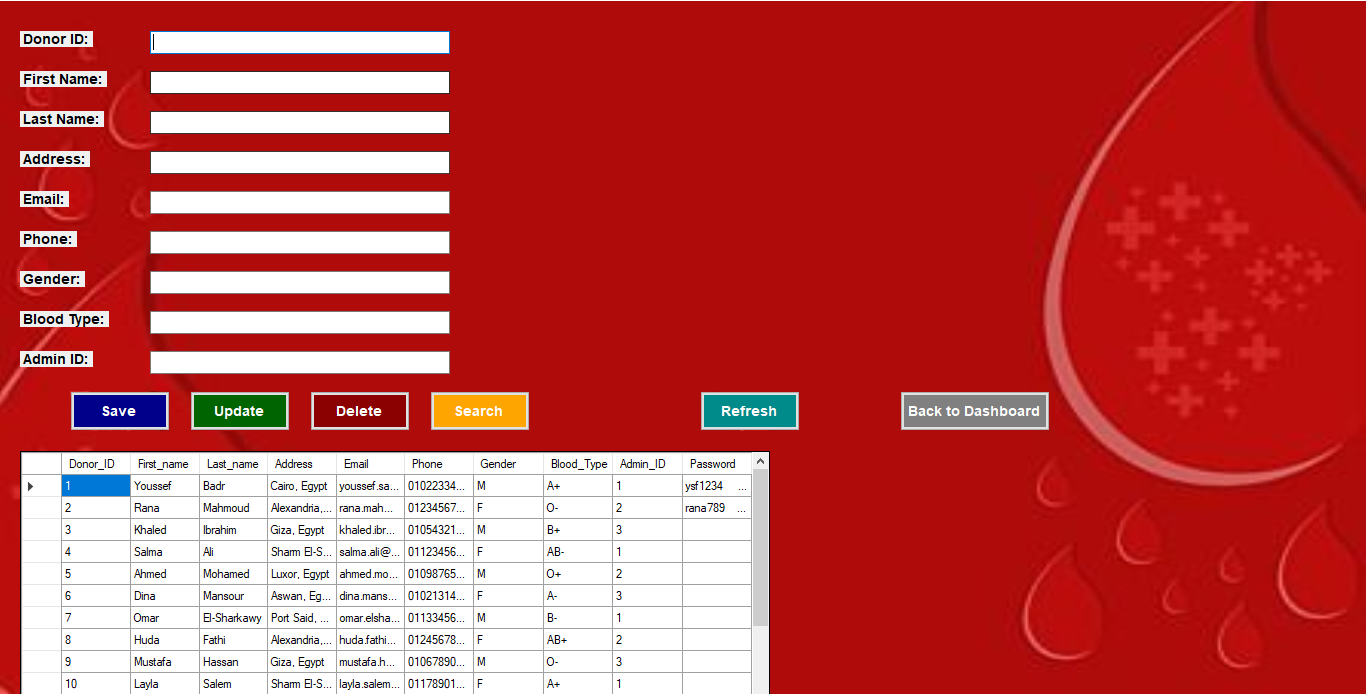 Donor ID:
First Name:
Last Name:
Address:
Email:
Phone:
Gender:
Blood Type:
Admin ID:
Save Update Delete Search Refresh Back to Dashboard
Donor_ID First_name Last_name Address Email Phone Gender Blood_Type Admin_ID Password
1 Youssef Badr Cairo, Egypt youssef.sa... 01022334... M A+ 1 ysf1234 ...
2 Rana Mahmoud Alexandria,... rana.mah... 01234567... F O- 2 rana789 ...
3 Khaled Ibrahim Giza, Egypt khaled.ibr... 01054321... M B+ 3
4 Salma Ali Sharm El-S... salma.ali@... 01123456... F AB- 1
5 Ahmed Mohamed Luxor, Egypt ahmed.mo... 01098765... M O+ 2
6 Dina Mansour Aswan, Eg... dina.mans... 01021314... F A- 3
7 Omar El-Sharkawy Port Said, ... omar.elsha... 01133456... M B- 1
8 Huda Fathi Alexandria,... huda.fathi... 01245678... F AB+ 2
9 Mustafa Hassan Giza, Egypt mustafa.h... 01067890... M O- 3
10 Layla Salem Sharm El-S... layla.salem... 01178901... F A+ 1